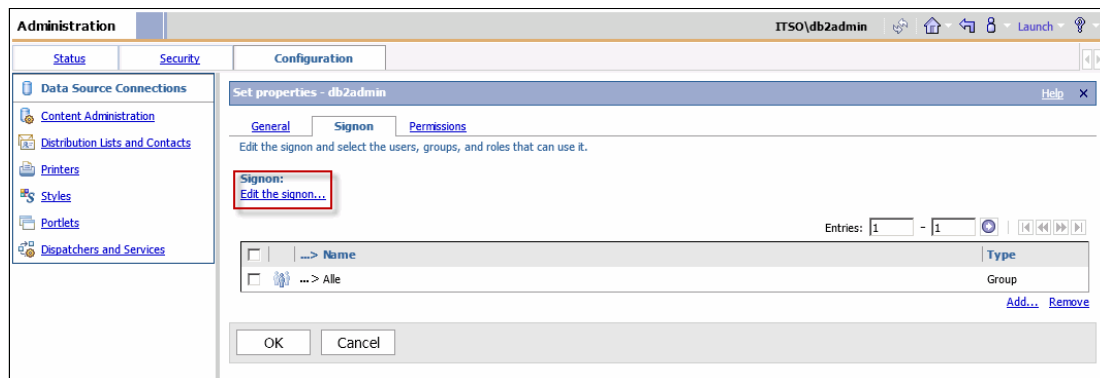 Administration ITSO\db2admin Launch
Status Security Configuration
Data Source Connections
Content Administration
Distribution Lists and Contacts
Printers
Styles
Portlets
Dispatchers and Services
Set properties - db2admin Help
General Signon Permissions
Edit the signon and select the users, groups, and roles that can use it.
Signon:
Edit the signon...
Entries: 1 - 1
...> Name Type
...> Alle Group
Add... Remove
OK Cancel